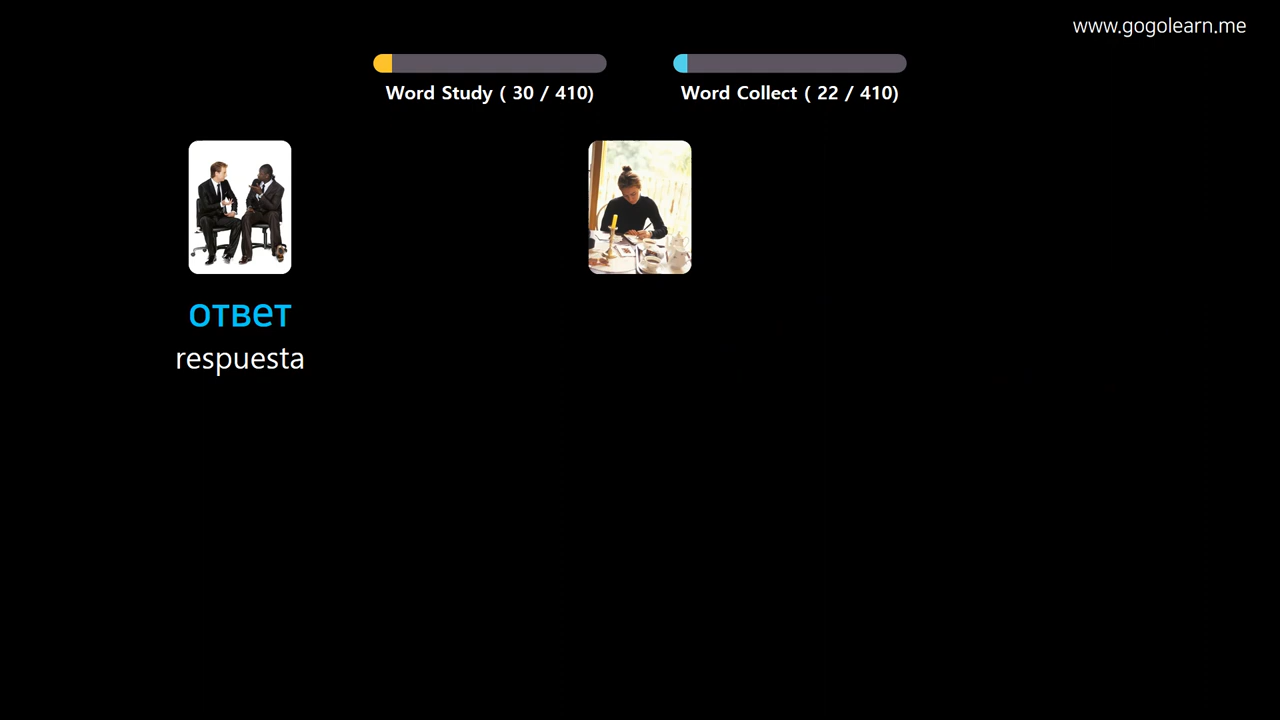 www.gogolearn.me
Word Study ( 30 / 410)
Word Collect ( 22 / 410)
ответ
respuesta